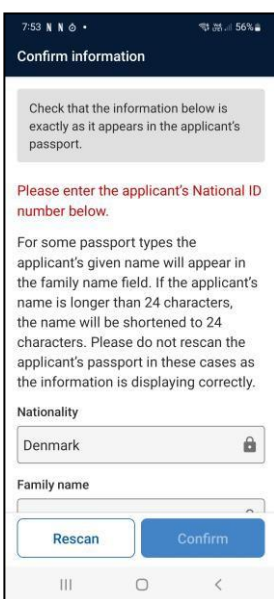 7:53 N N
56%
Confirm information
Check that the information below is
exactly as it appears in the applicant's
passport.
Please enter the applicant's National ID
number below.
For some passport types the
applicant's given name will appear in
the family name field. If the applicant's
name is longer than 24 characters,
the name will be shortened to 24
characters. Please do not rescan the
applicant's passport in these cases as
the information is displaying correctly.
Nationality
Denmark
Family name
Rescan
Confirm